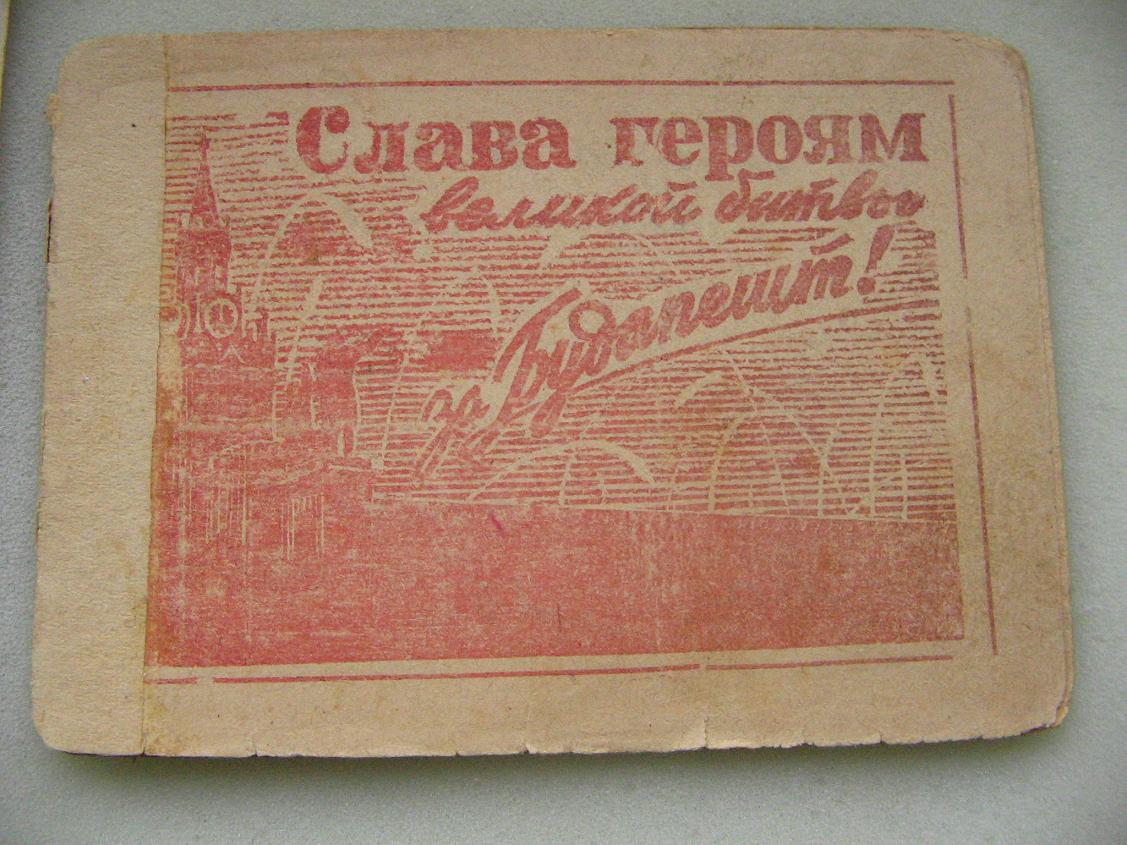 Слава героям
великой битвы
за Будапешт!